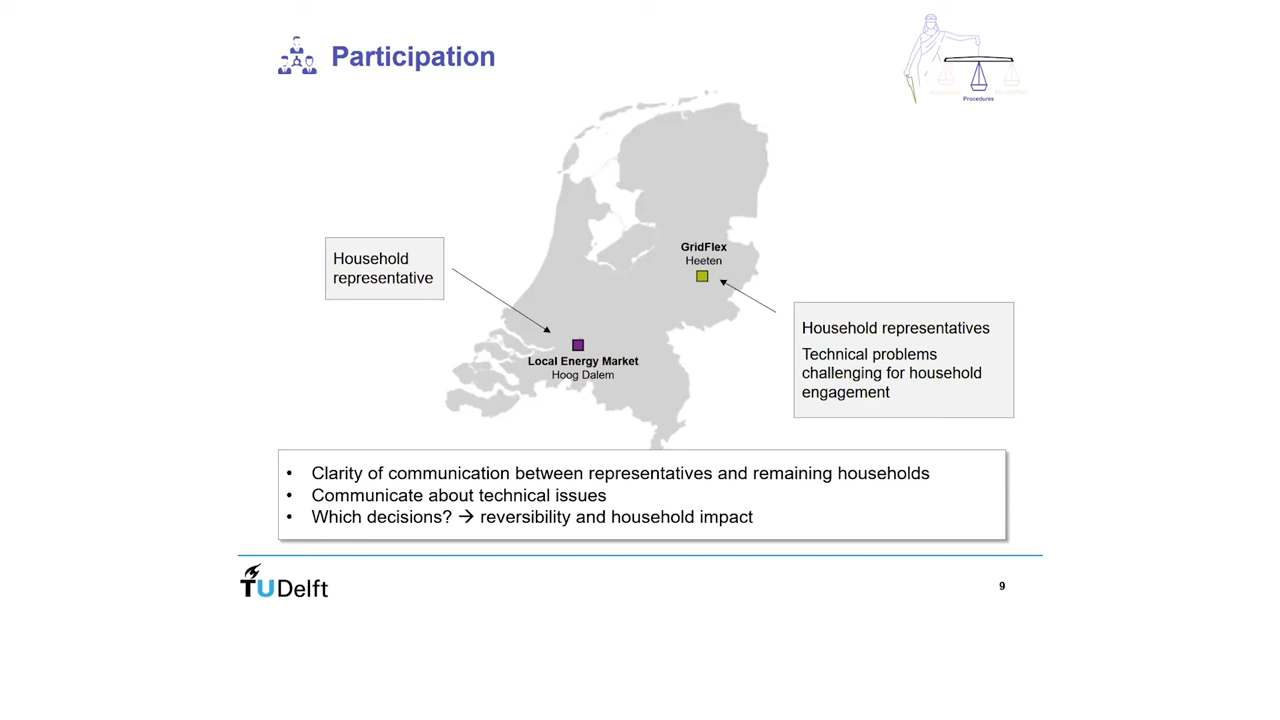 Participation
Procedures
Household
representative
GridFlex
Heeten
Household representatives
Technical problems
challenging for household
engagement
Local Energy Market
Hoog Dalem
• Clarity of communication between representatives and remaining households
• Communicate about technical issues
• Which decisions? → reversibility and household impact
TUDelft
9